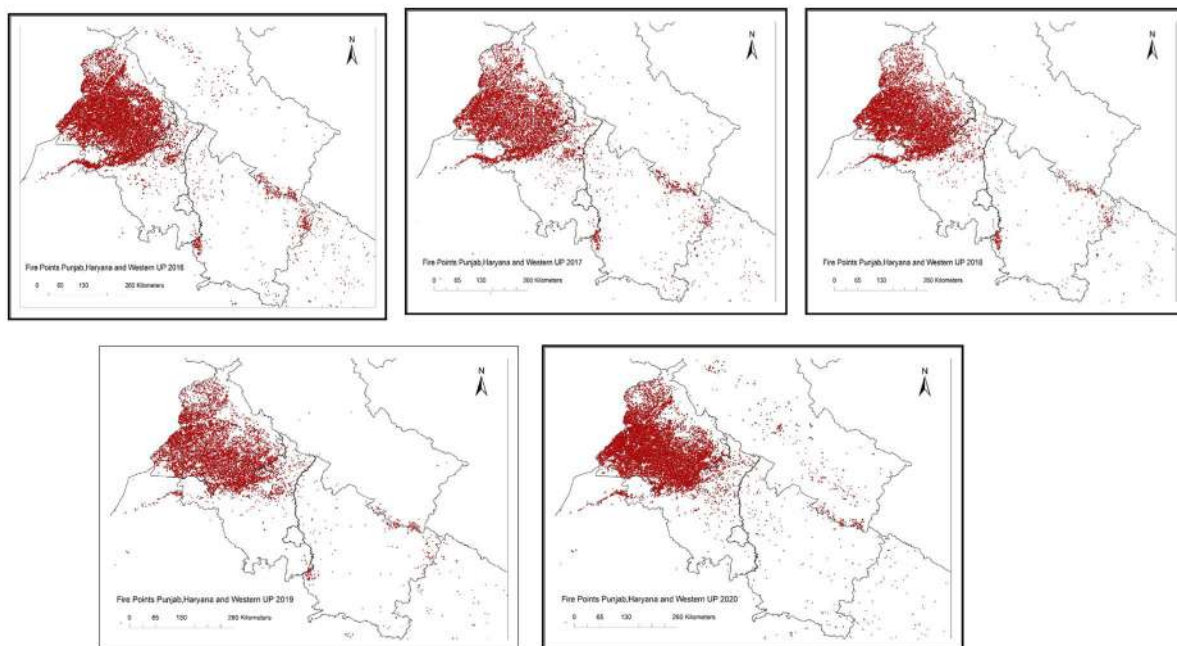 N
Fire Points Punjab,Haryana and Western UP 2016
0 65 130 260 Kilometers
N
Fire Points Punjab,Haryana and Western UP 2017
0 65 130 260 Kilometers
N
Fire Points Punjab,Haryana and Western UP 2018
0 65 130 260 Kilometers
N
Fire Points Punjab,Haryana and Western UP 2019
0 65 130 260 Kilometers
N
Fire Points Punjab,Haryana and Western UP 2020
0 65 130 260 Kilometers